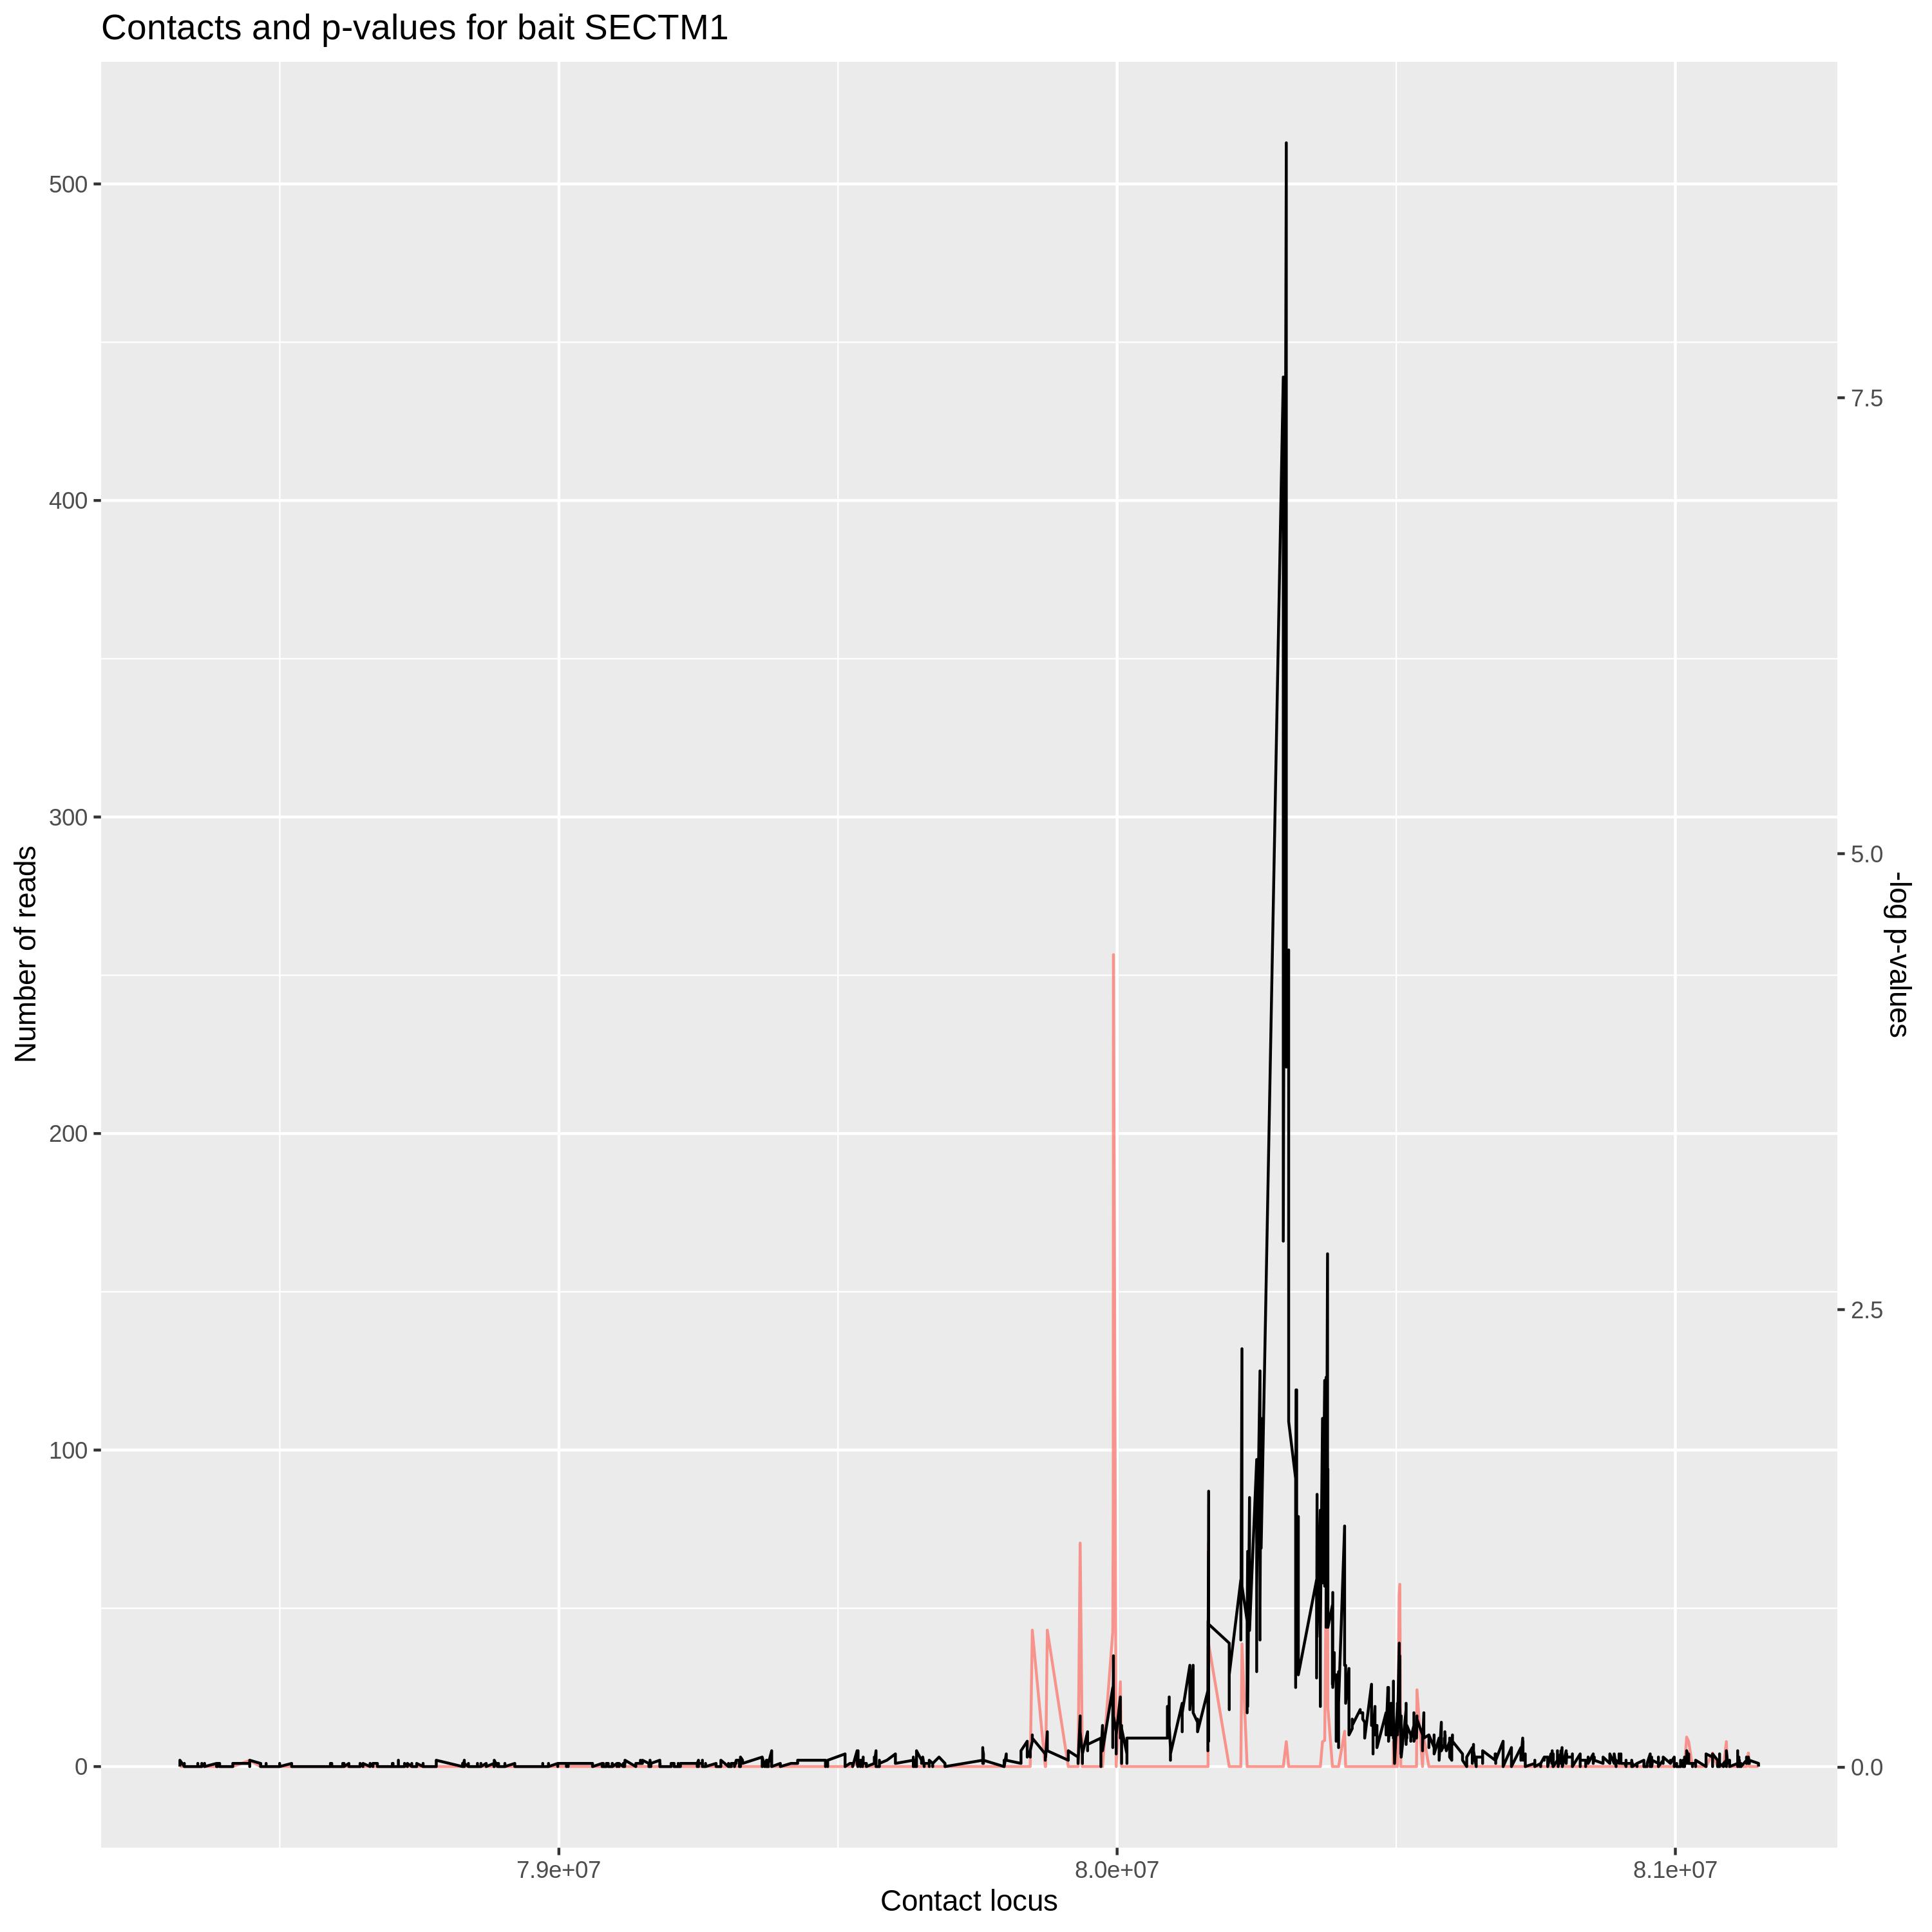 Contacts and p-values for bait SECTM1
Number of reads
500
400
300
200
100
0
7.5
5.0
2.5
0.0
-log p-values
7.9e+07
8.0e+07
8.1e+07
Contact locus